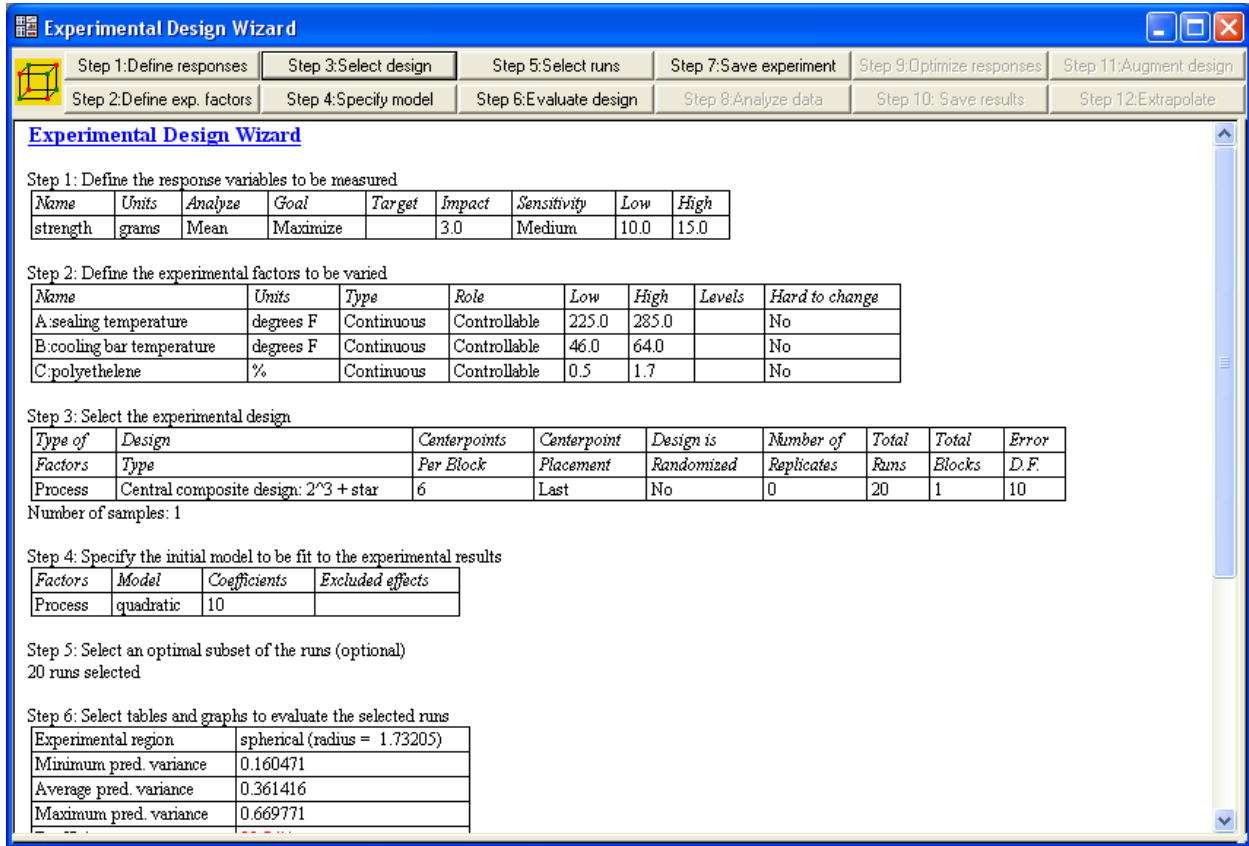 Experimental Design Wizard
Step 1:Define responses Step 3:Select design Step 5:Select runs Step 7:Save experiment Step 9:Optimize responses Step 11:Augment design
Step 2:Define exp. factors Step 4:Specify model Step 6:Evaluate design Step 8:Analyze data Step 10: Save results Step 12:Extrapolate
Experimental Design Wizard
Step 1: Define the response variables to be measured
Name Units Analyze Goal Target Impact Sensitivity Low High
strength grams Mean Maximize 3.0 Medium 10.0 15.0
Step 2: Define the experimental factors to be varied
Name Units Type Role Low High Levels Hard to change
A:sealing temperature degrees F Continuous Controllable 225.0 285.0 No
B:cooling bar temperature degrees F Continuous Controllable 46.0 64.0 No
C:polyethelene % Continuous Controllable 0.5 1.7 No
Step 3: Select the experimental design
Type of Design Centerpoints Centerpoint Design is Number of Total Total Error
Factors Type Per Block Placement Randomized Replicates Runs Blocks D.F.
Process Central composite design: 2^3 + star 6 Last No 0 20 1 10
Number of samples: 1
Step 4: Specify the initial model to be fit to the experimental results
Factors Model Coefficients Excluded effects
Process quadratic 10
Step 5: Select an optimal subset of the runs (optional)
20 runs selected
Step 6: Select tables and graphs to evaluate the selected runs
Experimental region spherical (radius = 1.73205)
Minimum pred. variance 0.160471
Average pred. variance 0.361416
Maximum pred. variance 0.669771